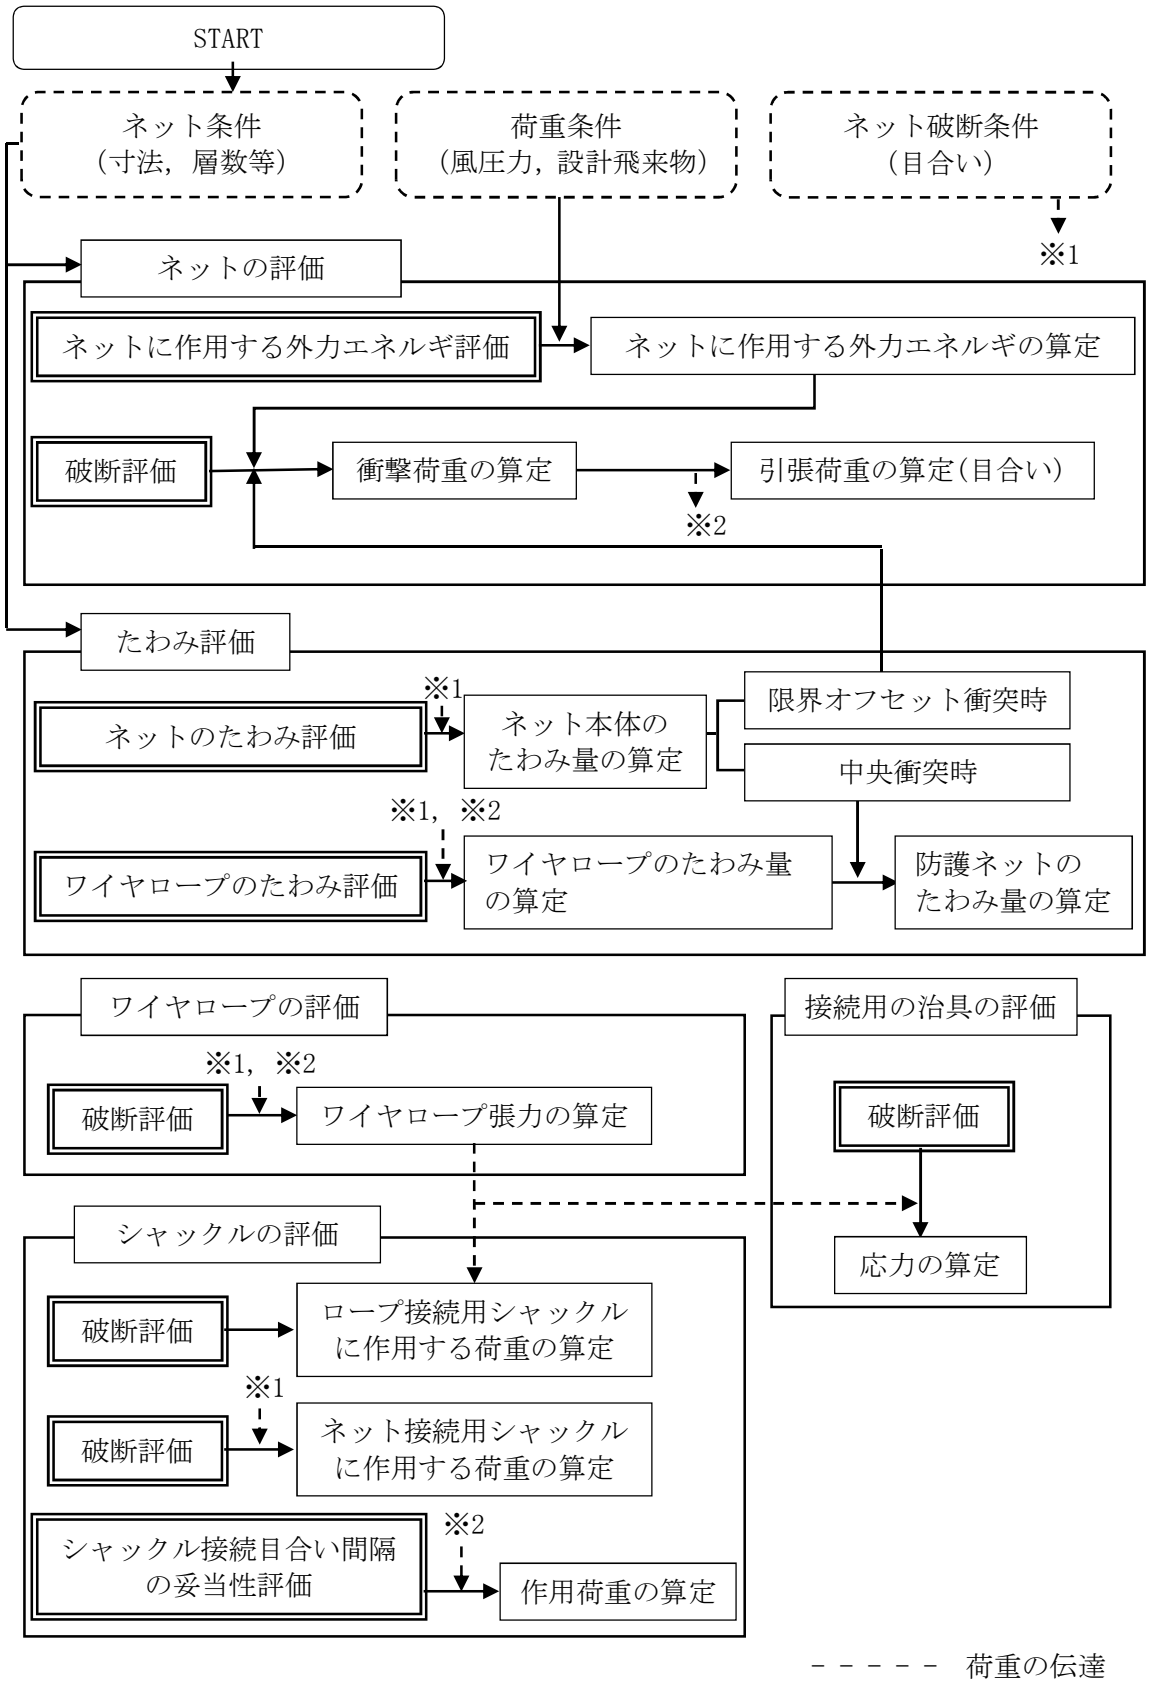 START
ネット条件
(寸法, 層数等)
荷重条件
(風圧力, 設計飛来物)
ネット破断条件
(目合い)
※1
ネットの評価
ネットに作用する外力エネルギ評価
ネットに作用する外力エネルギの算定
破断評価
衝撃荷重の算定
引張荷重の算定(目合い)
※2
たわみ評価
※1
ネットのたわみ評価
ネット本体の
たわみ量の算定
限界オフセット衝突時
中央衝突時
※1, ※2
ワイヤロープのたわみ評価
ワイヤロープのたわみ量
の算定
防護ネットの
たわみ量の算定
ワイヤロープの評価
※1, ※2
破断評価
ワイヤロープ張力の算定
接続用の治具の評価
破断評価
応力の算定
シャックルの評価
破断評価
ロープ接続用シャックル
に作用する荷重の算定
※1
破断評価
ネット接続用シャックル
に作用する荷重の算定
シャックル接続目合い間隔
の妥当性評価
※2
作用荷重の算定
----- 荷重の伝達